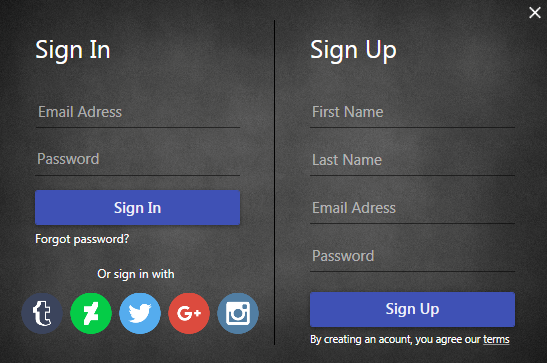 Sign In
Email Adress
Password
Sign In
Forgot password?
Or sign in with
G+
Sign Up
First Name
Last Name
Email Adress
Password
Sign Up
By creating an acount, you agree our terms